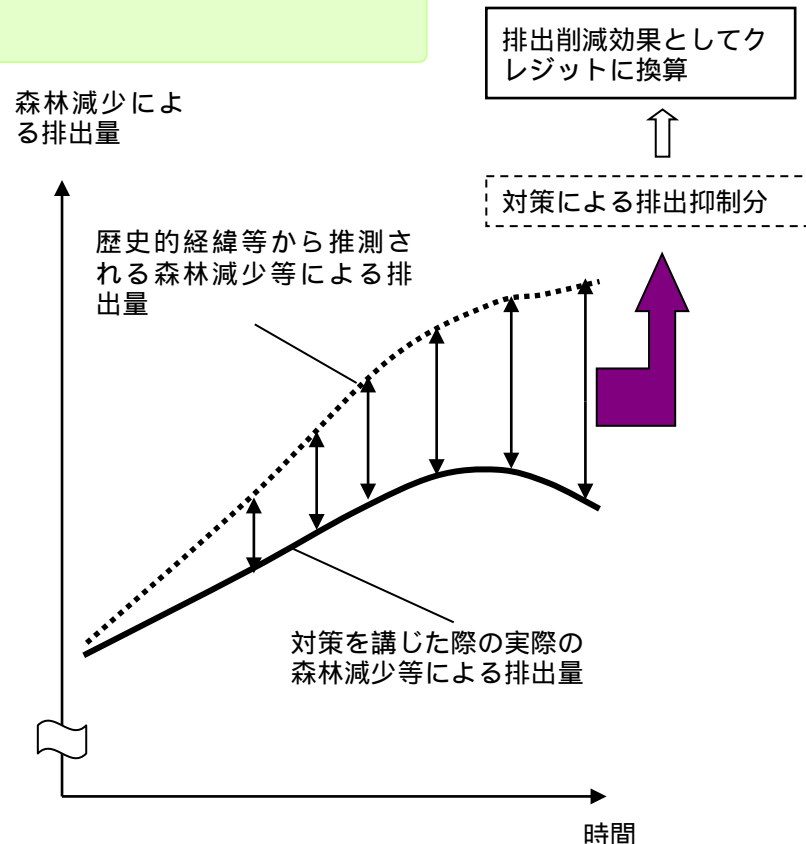 排出削減効果としてク
レジットに換算
森林減少によ
る排出量
対策による排出抑制分
歴史的経緯等から推測さ
れる森林減少等による排
出量
対策を講じた際の実際の
森林減少等による排出量
時間